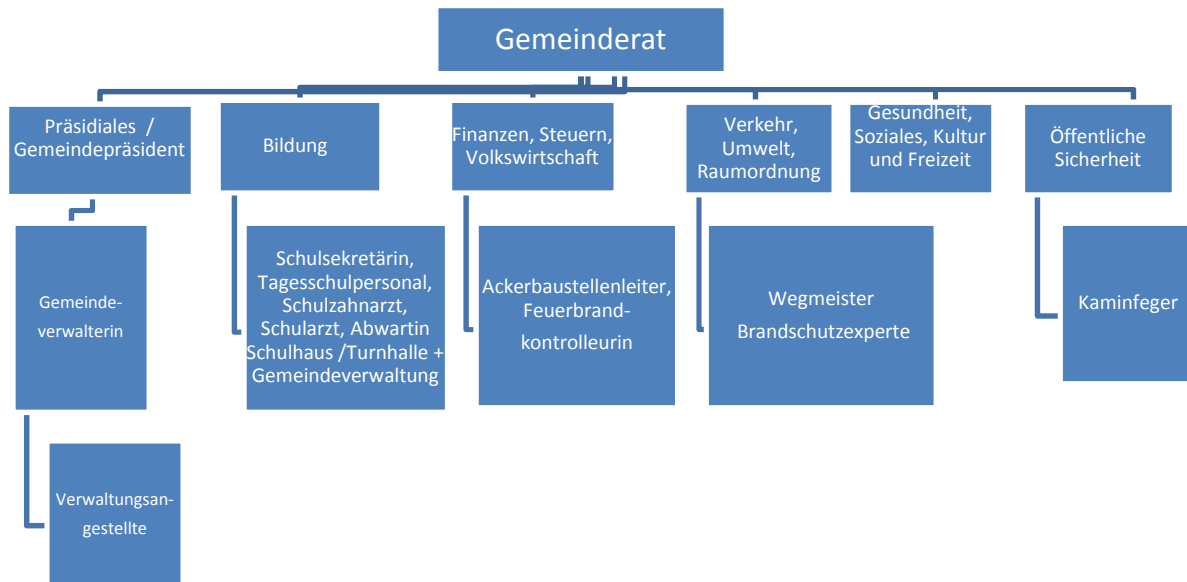 Gemeinderat
Präsidiales /
Gemeindepräsident
Bildung
Finanzen, Steuern,
Volkswirtschaft
Verkehr,
Umwelt,
Raumordnung
Gesundheit,
Soziales, Kultur
und Freizeit
Öffentliche
Sicherheit
Gemeinde-
verwalterin
Schulsekretärin,
Tagesschulpersonal,
Schulzahnarzt,
Schularzt, Abwartin
Schulhaus /Turnhalle +
Gemeindeverwaltung
Ackerbaustellenleiter,
Feuerbrand-
kontrolleurin
Wegmeister
Brandschutzexperte
Kaminfeger
Verwaltungsan-
gestellte